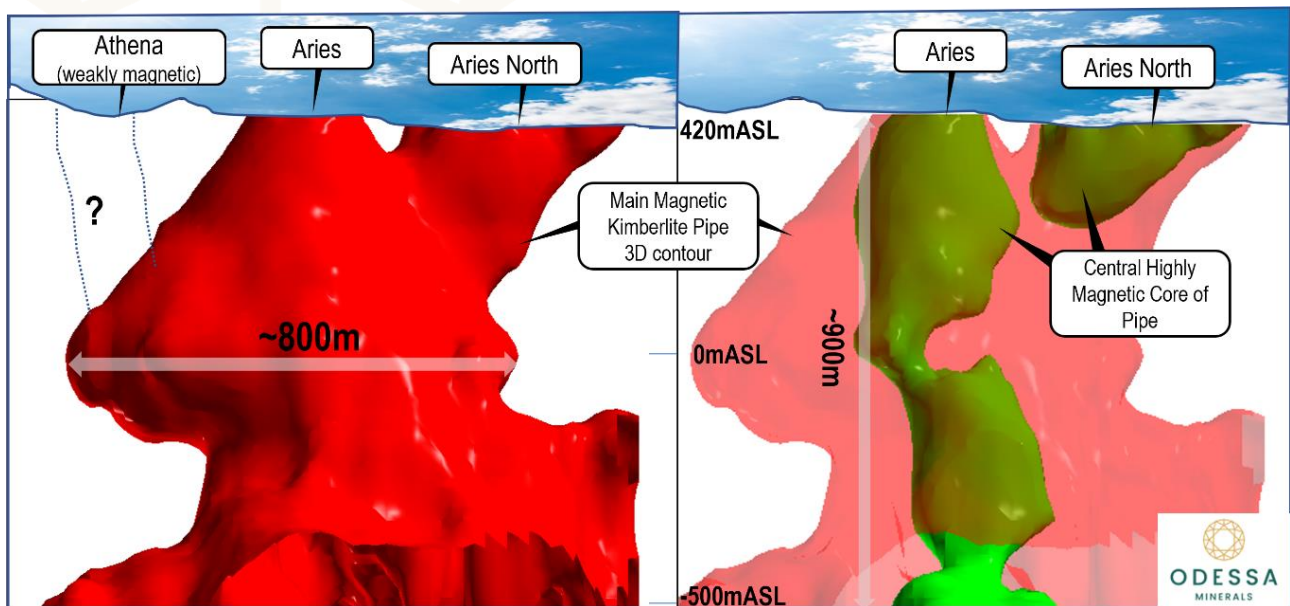 Athena
(weakly magnetic)
Aries
Aries North
?
~800m
Main Magnetic
Kimberlite Pipe
3D contour
420mASL
0mASL
-500mASL
Aries
Aries North
~900m
Central Highly
Magnetic Core of
Pipe
ODESSA
MINERALS